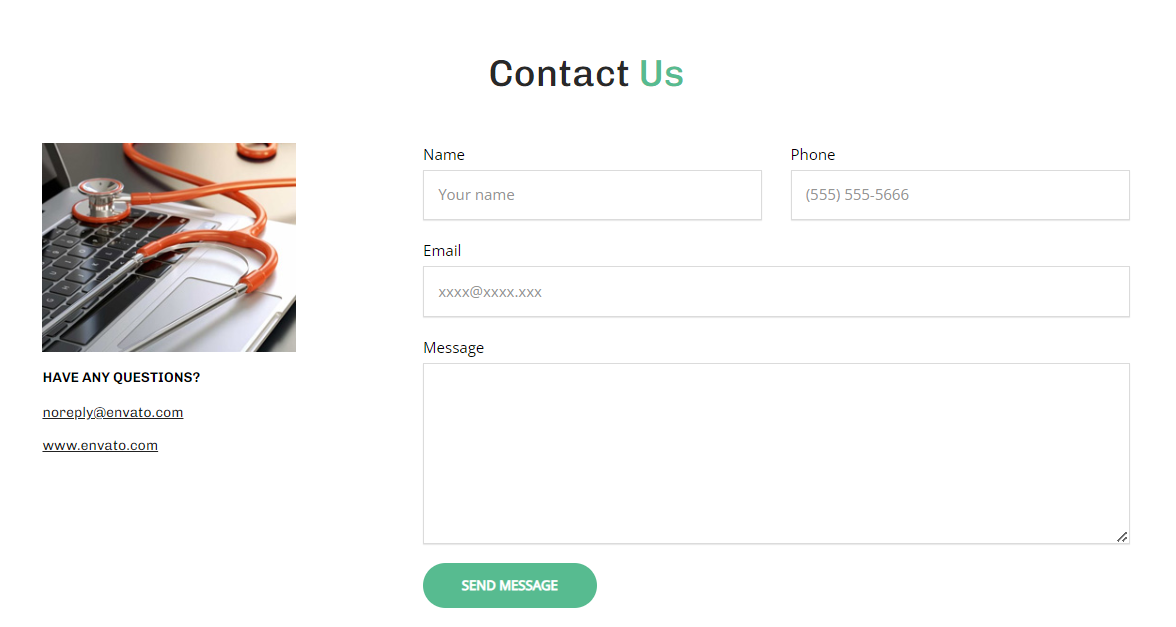 Contact Us
Name
Phone
Your name
(555) 555-5666
Email
xxxx@xxxx.xxx
Message
HAVE ANY QUESTIONS?
noreply@envato.com
www.envato.com
SEND MESSAGE